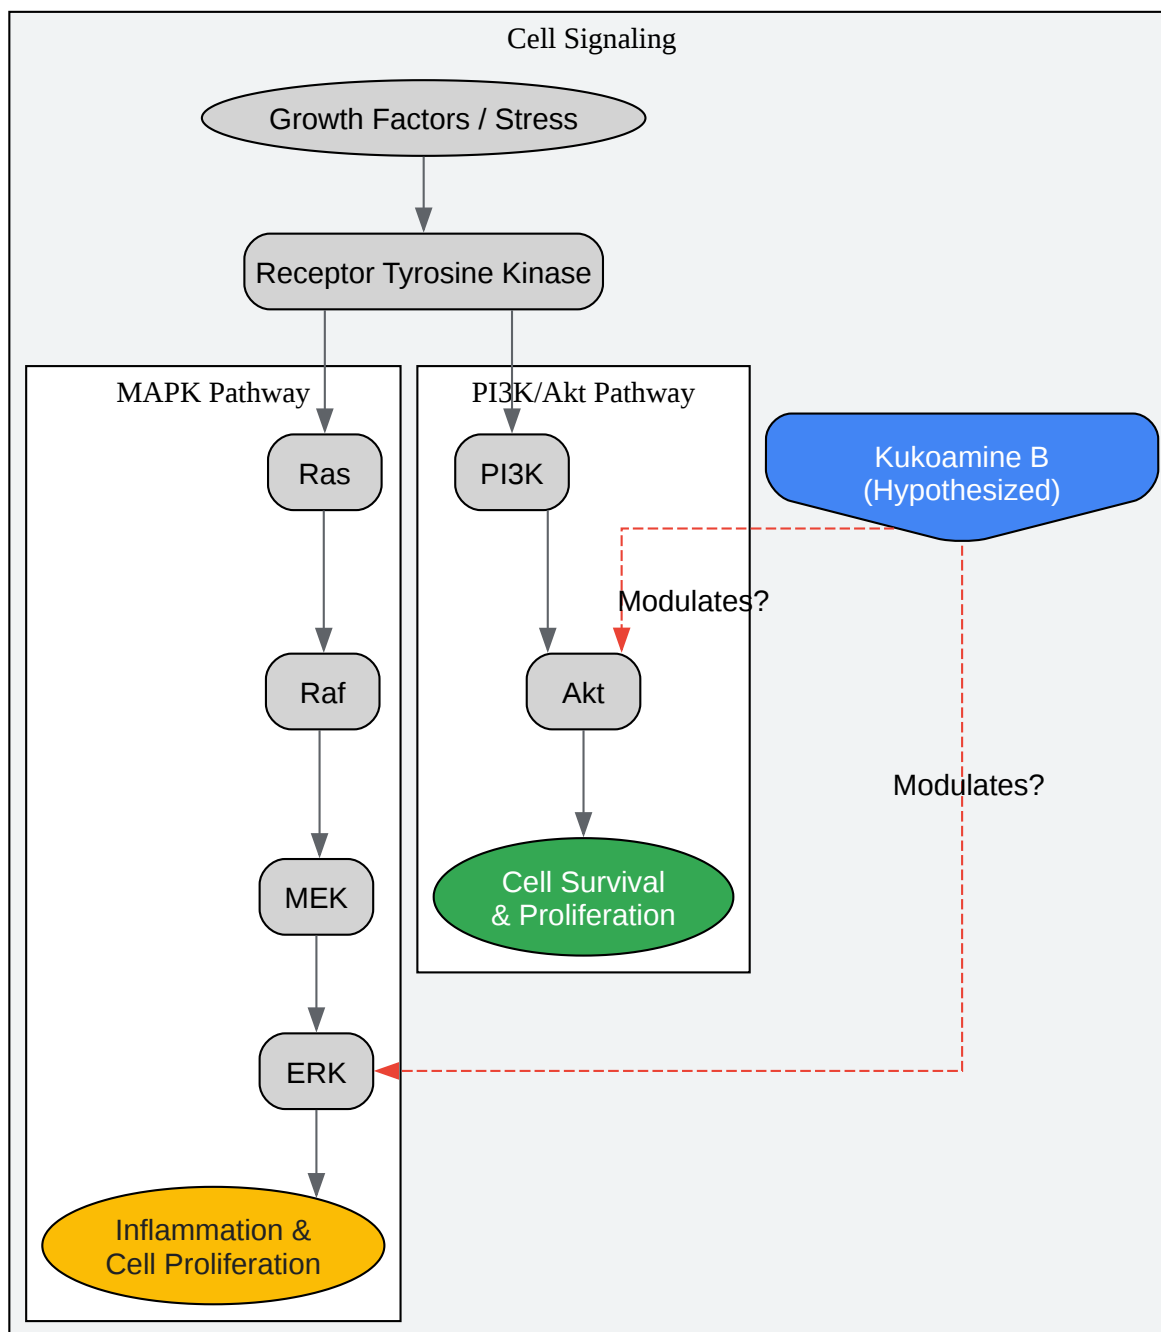 Cell Signaling
Growth Factors / Stress
Receptor Tyrosine Kinase
MAPK Pathway
PI3K/Akt Pathway
Ras
PI3K
Kukoamine B
(Hypothesized)
Modulates?
Raf
Akt
Modulates?
MEK
Cell Survival
& Proliferation
ERK
Inflammation &
Cell Proliferation